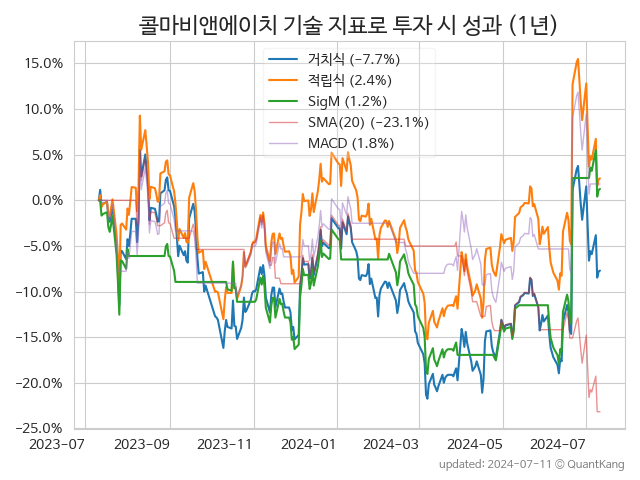 콜마비앤에이치 기술 지표로 투자 시 성과 (1년)
거치식 (−7.7%)
적립식 (2.4%)
SigM (1.2%)
SMA(20) (−23.1%)
MACD (1.8%)
15.0%
10.0%
5.0%
0.0%
−5.0%
−10.0%
−15.0%
−20.0%
−25.0%
2023-07 2023-09 2023-11 2024-01 2024-03 2024-05 2024-07
updated: 2024-07-11 © QuantKang